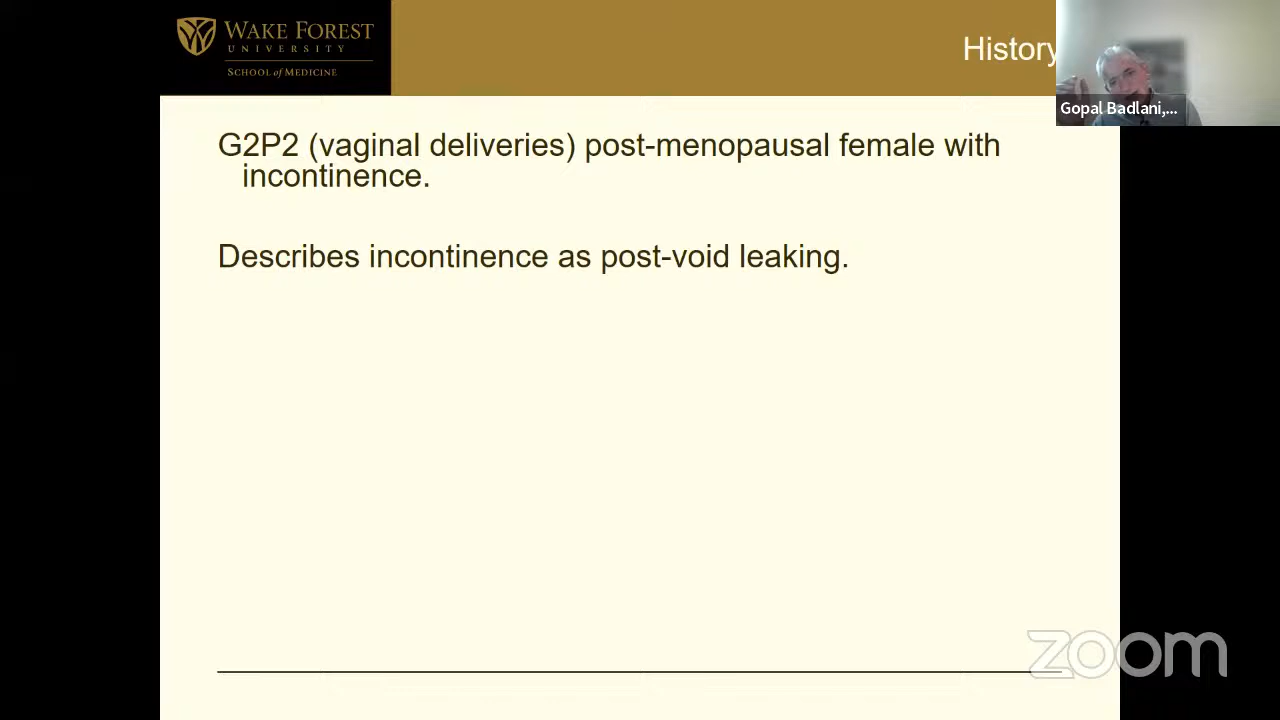 WAKE FOREST
UNIVERSITY
SCHOOL of MEDICINE
History
Gopal Badlani,...
G2P2 (vaginal deliveries) post-menopausal female with
incontinence.
Describes incontinence as post-void leaking.
zoom